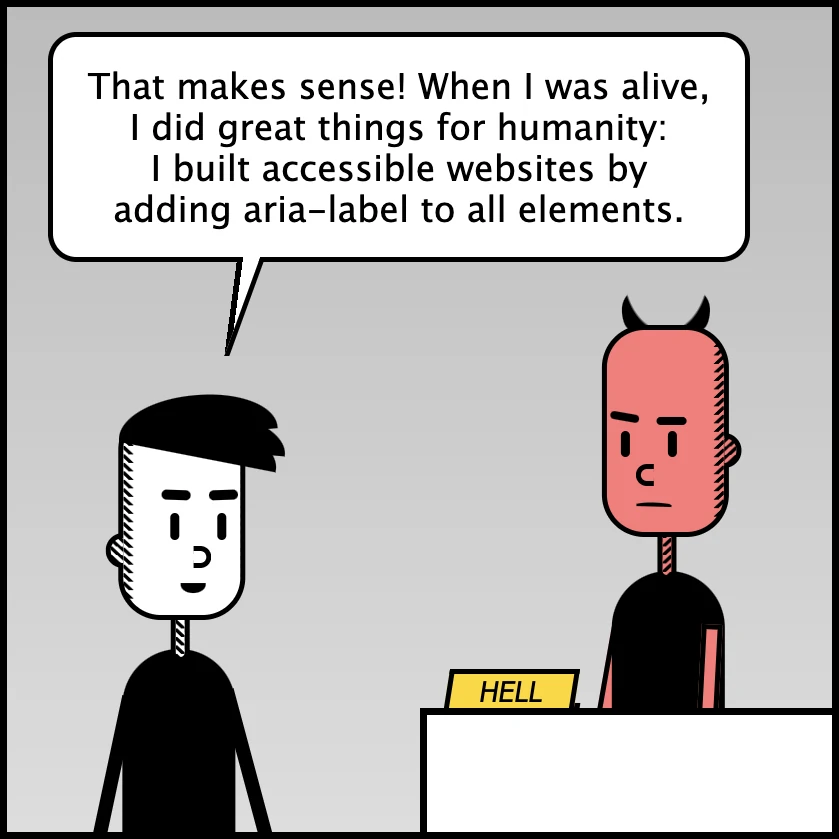 That makes sense! When I was alive,
I did great things for humanity:
I built accessible websites by
adding aria-label to all elements.
HELL